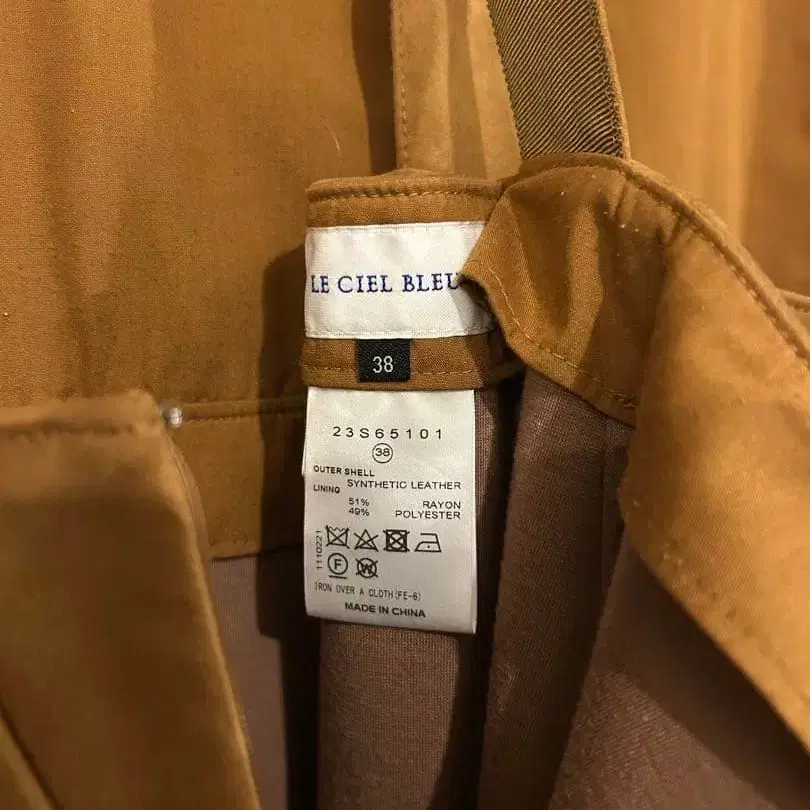 LE CIEL BLEU
38
23S65101
38
OUTER SHELL
SYNTHETIC LEATHER
LINING
51% RAYON
49% POLYESTER
1110221
F
W
IRON OVER A CLOTH(FE-6)
MADE IN CHINA